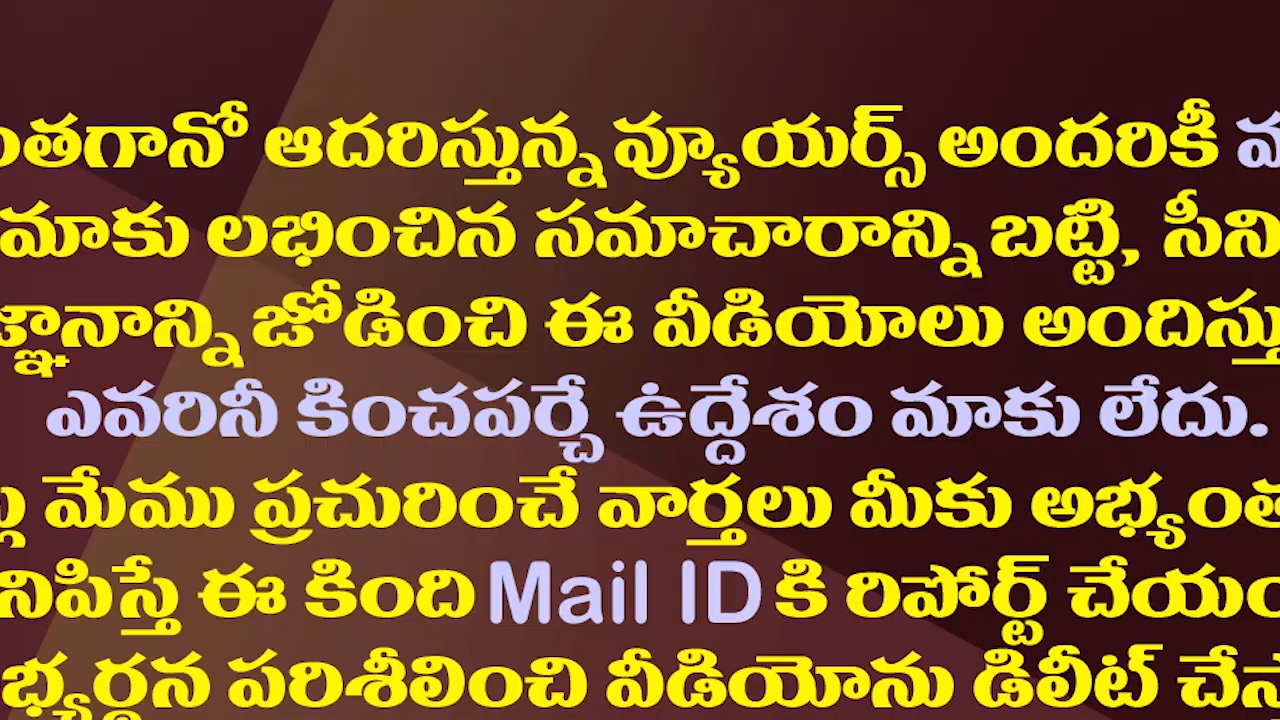 ంతగానో ఆదరిస్తున్న వ్యూయర్స్ అందరికీ
మాకు లభించిన సమాచారాన్ని బట్టి, సీని
జ్ఞానాన్ని జోడించి ఈ వీడియోలు అందిస్తు
ఎవరినీ కించపర్చే ఉద్దేశం మాకు లేదు.
మేము ప్రచురించే వార్తలు మీకు అభ్యంత
నిపిస్తే ఈ కింది Mail ID కి రిపోర్ట్ చేయం
భ్యర్థన పరిశీలించి వీడియోను డిలీట్ చేస